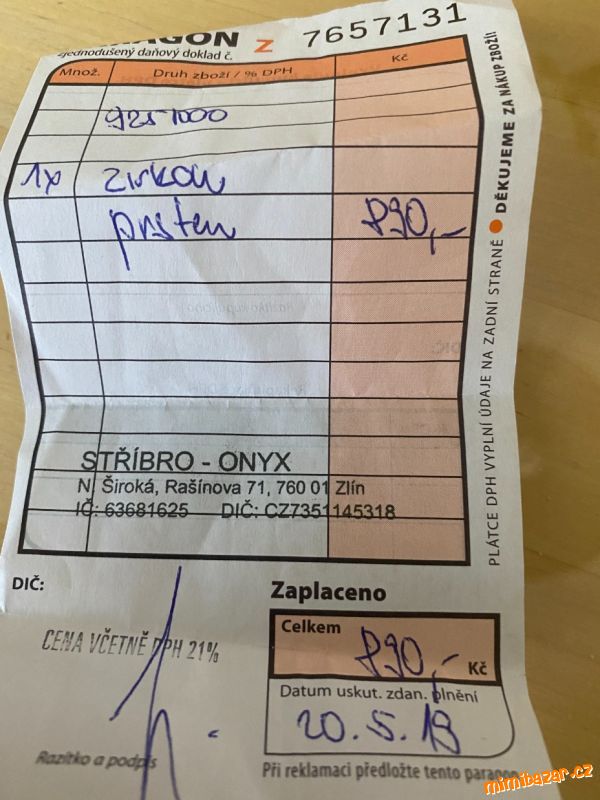 PARAGON
zjednodušený daňový doklad č. Z 7657131
Množ. Druh zboží / % DPH Kč
925/1000
1x zirkon
prsten 890,-
STŘÍBRO - ONYX
N. Široká, Rašínova 71, 760 01 Zlín
IČ: 63681625 DIČ: CZ7351145318
PLÁTCE DPH VYPLNÍ ÚDAJE NA ZADNÍ STRANĚ ● DĚKUJEME ZA NÁKUP ZBOŽÍ!
DIČ:
Zaplaceno
CENA VČETNĚ DPH 21%
Celkem 890,- Kč
Datum uskut. zdan. plnění
20.5.19
Razítko a podpis
Při reklamaci předložte tento paragon
mimibazar.cz